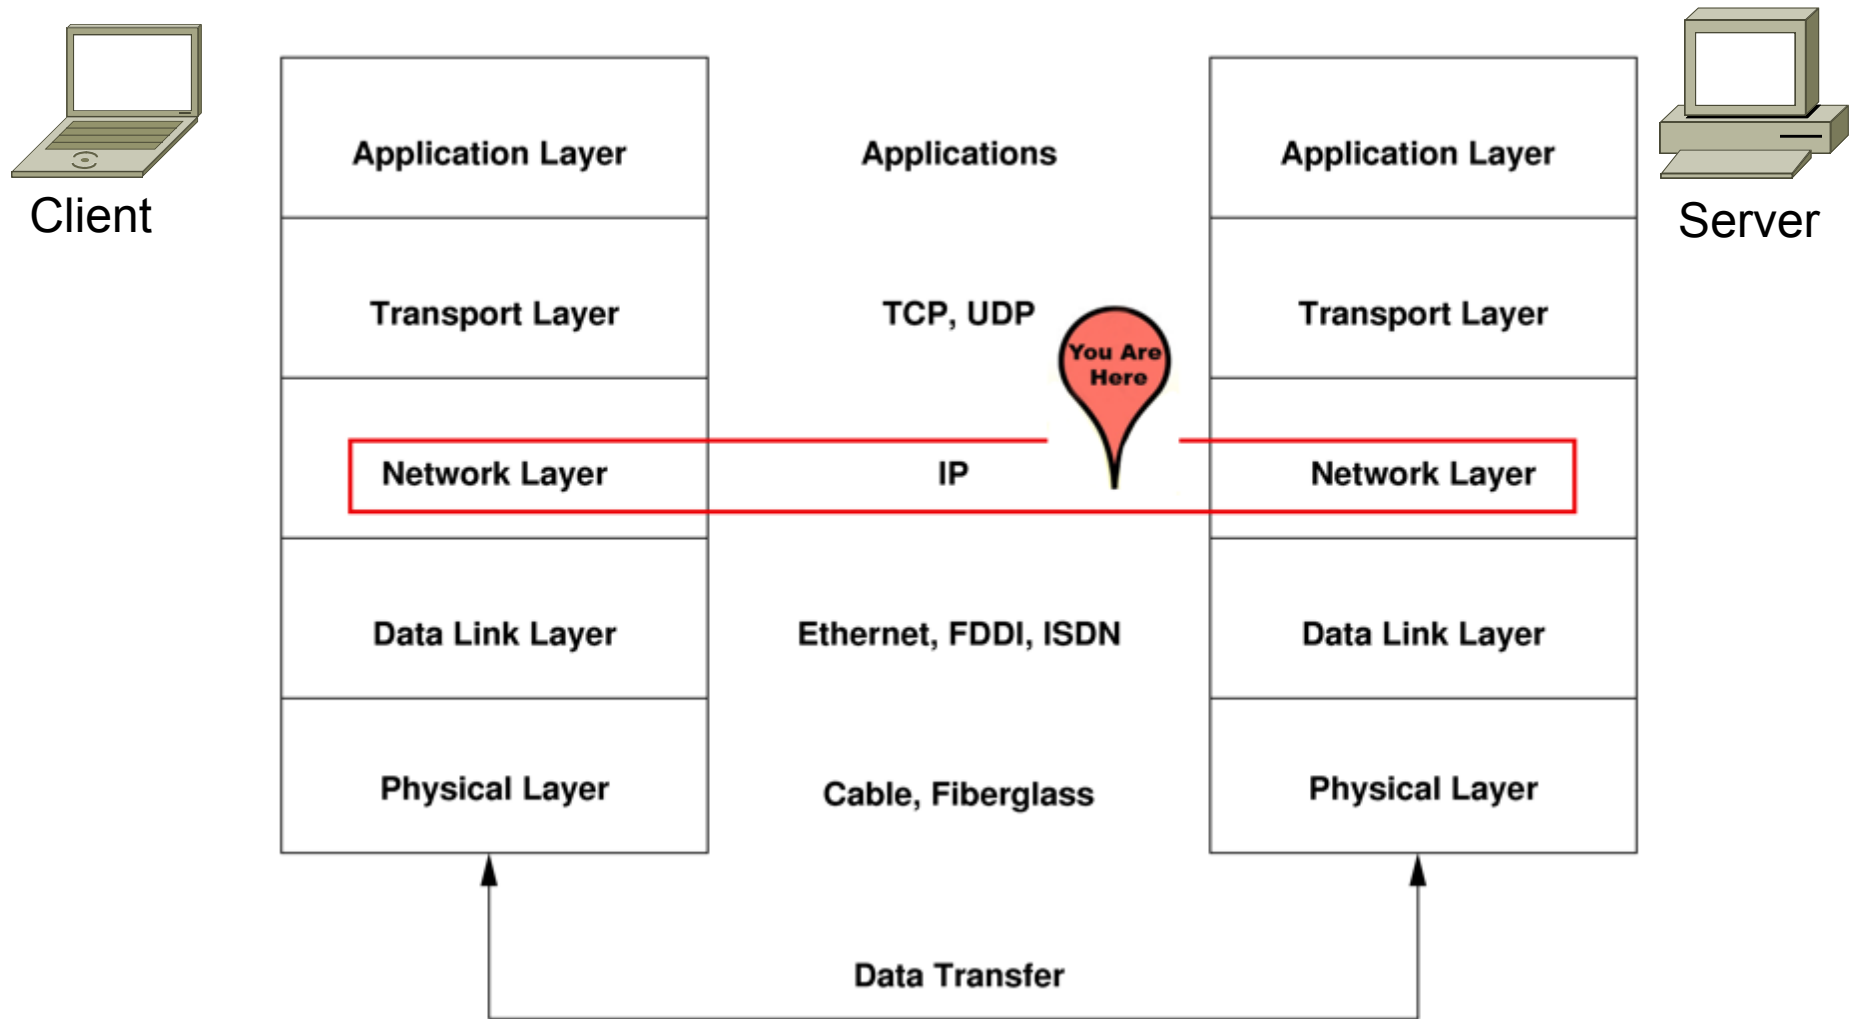 Client
Server
Application Layer
Applications
Application Layer
Transport Layer
TCP, UDP
Transport Layer
You Are
Here
Network Layer
IP
Network Layer
Data Link Layer
Ethernet, FDDI, ISDN
Data Link Layer
Physical Layer
Cable, Fiberglass
Physical Layer
Data Transfer